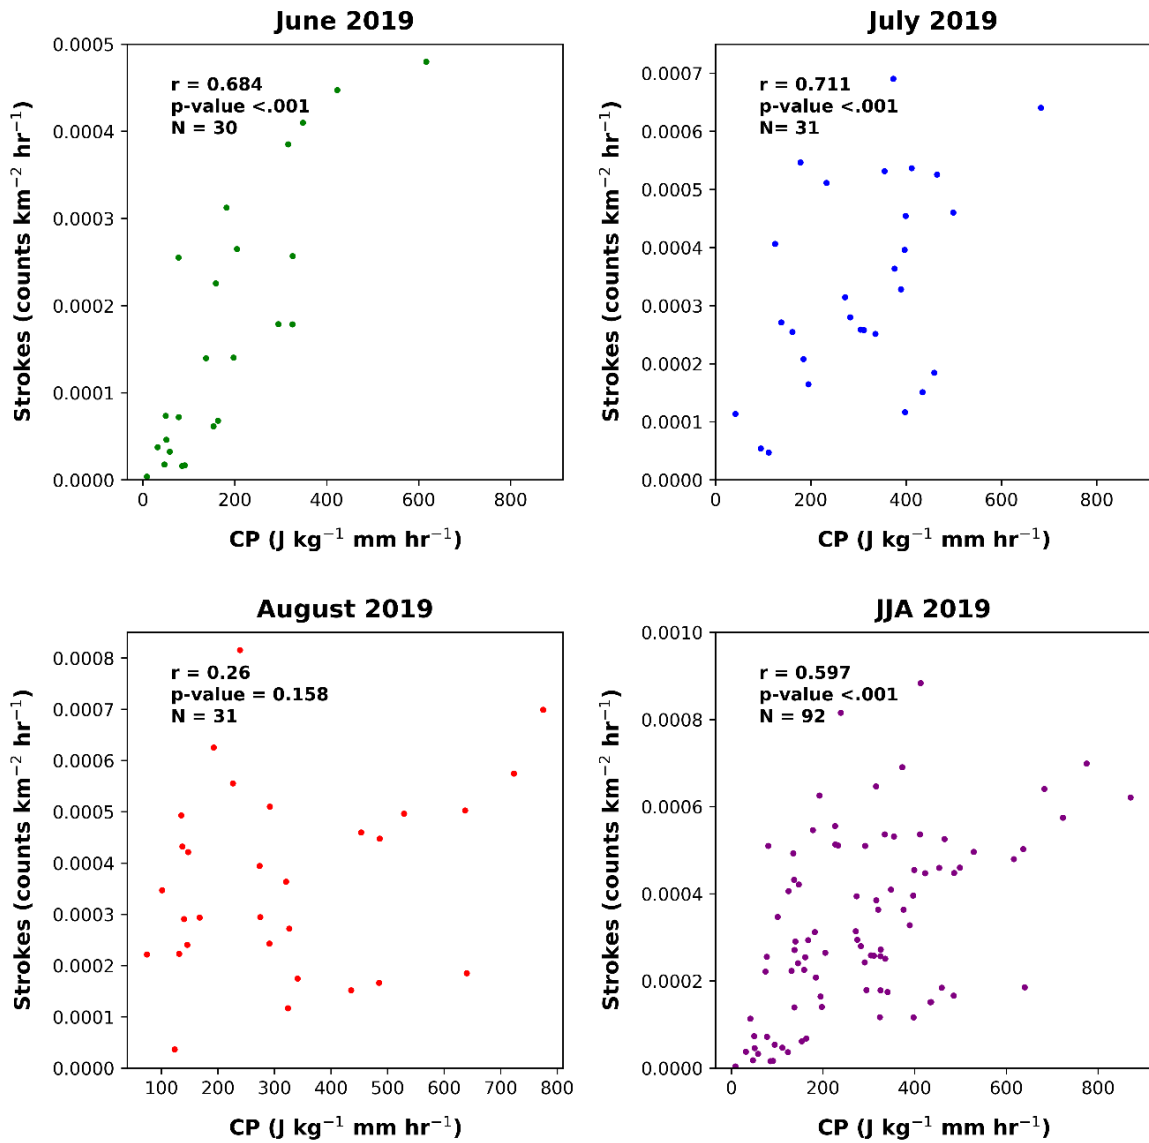 June 2019
r = 0.684
p-value <.001
N = 30
0.0005
0.0004
0.0003
0.0002
0.0001
0.0000
Strokes (counts km⁻² hr⁻¹)
0 200 400 600 800
CP (J kg⁻¹ mm hr⁻¹)
July 2019
r = 0.711
p-value <.001
N= 31
0.0007
0.0006
0.0005
0.0004
0.0003
0.0002
0.0001
0.0000
Strokes (counts km⁻² hr⁻¹)
0 200 400 600 800
CP (J kg⁻¹ mm hr⁻¹)
August 2019
r = 0.26
p-value = 0.158
N = 31
0.0008
0.0007
0.0006
0.0005
0.0004
0.0003
0.0002
0.0001
0.0000
Strokes (counts km⁻² hr⁻¹)
100 200 300 400 500 600 700 800
CP (J kg⁻¹ mm hr⁻¹)
JJA 2019
r = 0.597
p-value <.001
N = 92
0.0010
0.0008
0.0006
0.0004
0.0002
0.0000
Strokes (counts km⁻² hr⁻¹)
0 200 400 600 800
CP (J kg⁻¹ mm hr⁻¹)